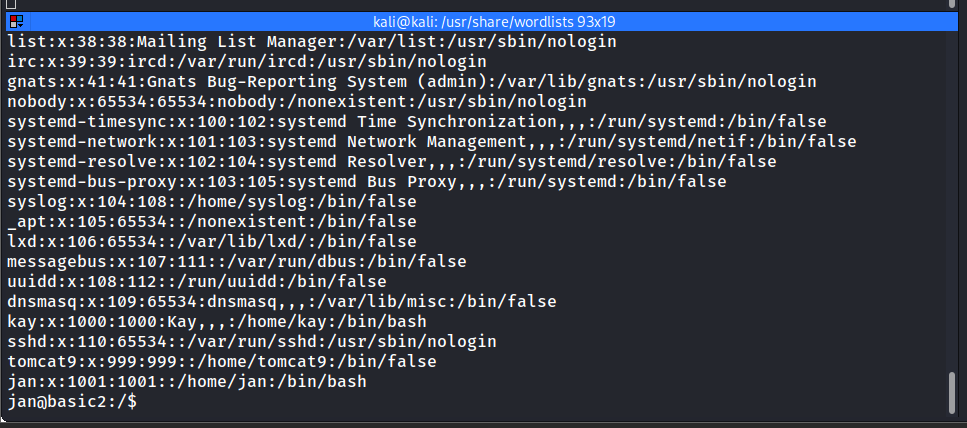 kali@kali: /usr/share/wordlists 93x19
list:x:38:38:Mailing List Manager:/var/list:/usr/sbin/nologin
irc:x:39:39:ircd:/var/run/ircd:/usr/sbin/nologin
gnats:x:41:41:Gnats Bug-Reporting System (admin):/var/lib/gnats:/usr/sbin/nologin
nobody:x:65534:65534:nobody:/nonexistent:/usr/sbin/nologin
systemd-timesync:x:100:102:systemd Time Synchronization,,,:/run/systemd:/bin/false
systemd-network:x:101:103:systemd Network Management,,,:/run/systemd/netif:/bin/false
systemd-resolve:x:102:104:systemd Resolver,,,:/run/systemd/resolve:/bin/false
systemd-bus-proxy:x:103:105:systemd Bus Proxy,,,:/run/systemd:/bin/false
syslog:x:104:108::/home/syslog:/bin/false
_apt:x:105:65534::/nonexistent:/bin/false
lxd:x:106:65534::/var/lib/lxd/:/bin/false
messagebus:x:107:111::/var/run/dbus:/bin/false
uuidd:x:108:112::/run/uuidd:/bin/false
dnsmasq:x:109:65534:dnsmasq,,,:/var/lib/misc:/bin/false
kay:x:1000:1000:Kay,,,:/home/kay:/bin/bash
sshd:x:110:65534::/var/run/sshd:/usr/sbin/nologin
tomcat9:x:999:999::/home/tomcat9:/bin/false
jan:x:1001:1001::/home/jan:/bin/bash
jan@basic2:/$